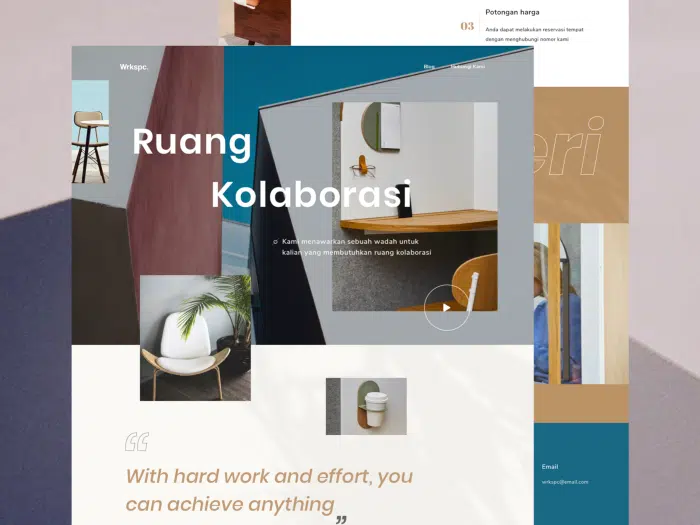 Potongan harga
03
Anda dapat melakukan reservasi tempat
dengan menghubungi nomor kami
Wrkspc.
Blog
Hubungi Kami
Ruang
Kolaborasi
eri
Kami menawarkan sebuah wadah untuk
kalian yang membutuhkan ruang kolaborasi
“
With hard work and effort, you
can achieve anything
”
Email
wrkspc@email.com